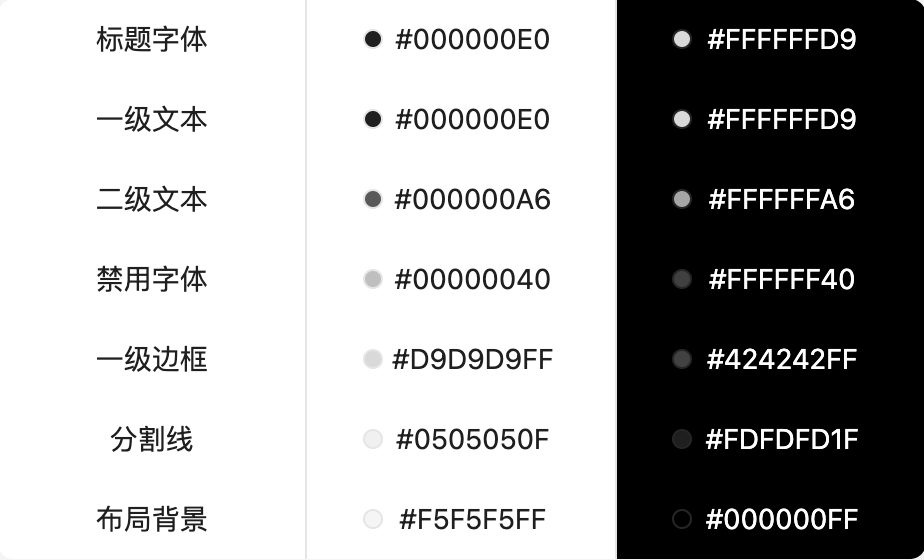 标题字体 #000000E0 #FFFFFFD9
一级文本 #000000E0 #FFFFFFD9
二级文本 #000000A6 #FFFFFFA6
禁用字体 #00000040 #FFFFFF40
一级边框 #D9D9D9FF #424242FF
分割线 #0505050F #FDFDFD1F
布局背景 #F5F5F5FF #000000FF